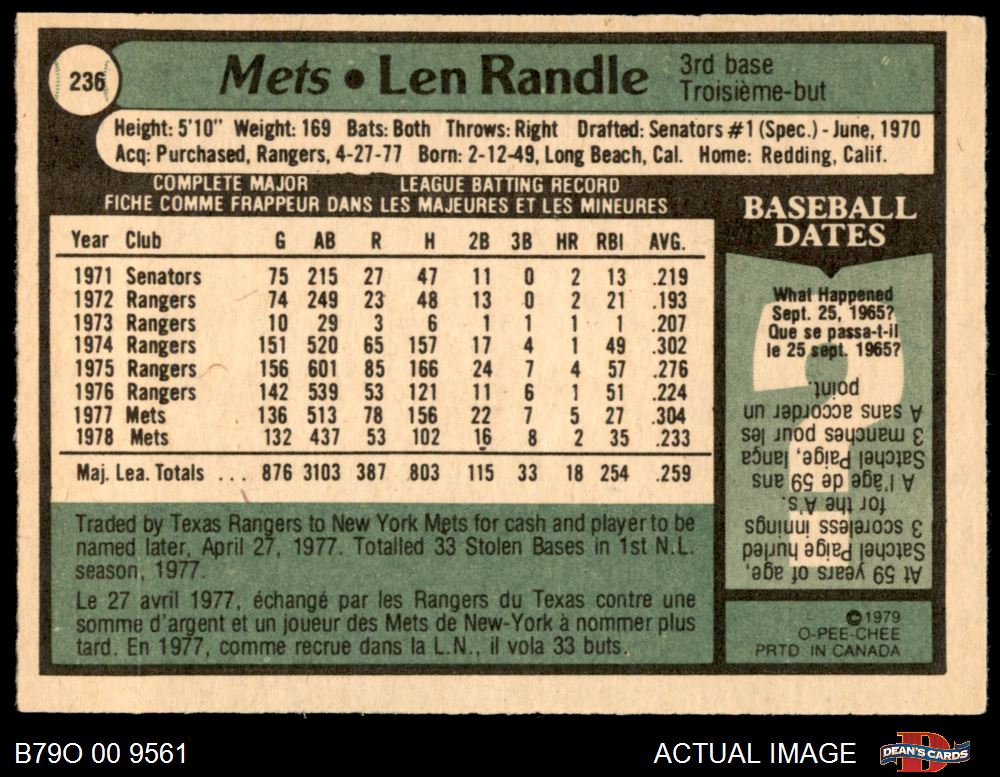 236
Mets • Len Randle
3rd base
Troisième-but
Height: 5'10" Weight: 169 Bats: Both Throws: Right Drafted: Senators #1 (Spec.) - June, 1970
Acq: Purchased, Rangers, 4-27-77 Born: 2-12-49, Long Beach, Cal. Home: Redding, Calif.
COMPLETE MAJOR LEAGUE BATTING RECORD
FICHE COMME FRAPPEUR DANS LES MAJEURES ET LES MINEURES
Year Club G AB R H 2B 3B HR RBI AVG.
1971 Senators 75 215 27 47 11 0 2 13 .219
1972 Rangers 74 249 23 48 13 0 2 21 .193
1973 Rangers 10 29 3 6 1 1 1 1 .207
1974 Rangers 151 520 65 157 17 4 1 49 .302
1975 Rangers 156 601 85 166 24 7 4 57 .276
1976 Rangers 142 539 53 121 11 6 1 51 .224
1977 Mets 136 513 78 156 22 7 5 27 .304
1978 Mets 132 437 53 102 16 8 2 35 .233
Maj. Lea. Totals ... 876 3103 387 803 115 33 18 254 .259
Traded by Texas Rangers to New York Mets for cash and player to be
named later, April 27, 1977. Totalled 33 Stolen Bases in 1st N.L.
season, 1977.
Le 27 avril 1977, échangé par les Rangers du Texas contre une
somme d'argent et un joueur des Mets de New-York à nommer plus
tard. En 1977, comme recrue dans la L.N., il vola 33 buts.
BASEBALL
DATES
What Happened
Sept. 25, 1965?
Que se passa-t-il
le 25 sept. 1965?
At 59 years of age,
Satchel Paige hurled
3 scoreless innings
for the A's.
A l'âge de 59 ans
Satchel Paige, lança
3 manches pour les
A sans accorder un
point.
©1979
O-PEE-CHEE
PRTD. IN CANADA
B79O 00 9561
ACTUAL IMAGE
D
DEAN'S CARDS